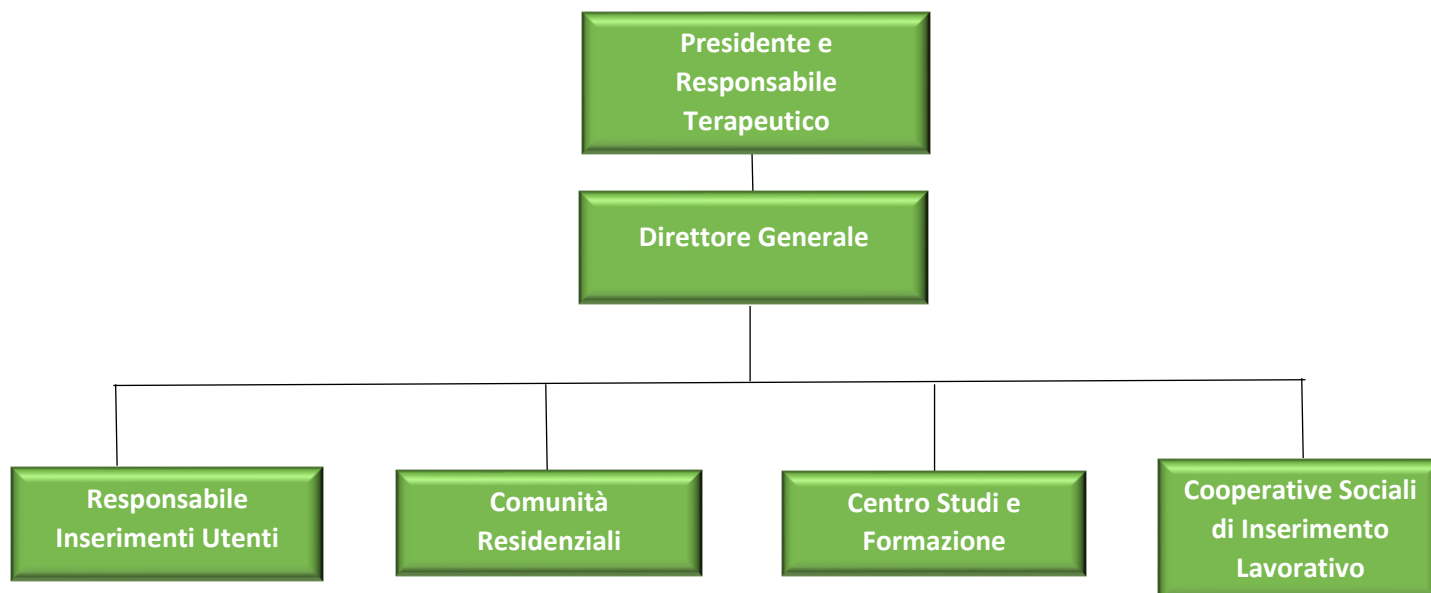 Presidente e
Responsabile
Terapeutico
Direttore Generale
Responsabile
Inserimenti Utenti
Comunità
Residenziali
Centro Studi e
Formazione
Cooperative Sociali
di Inserimento
Lavorativo